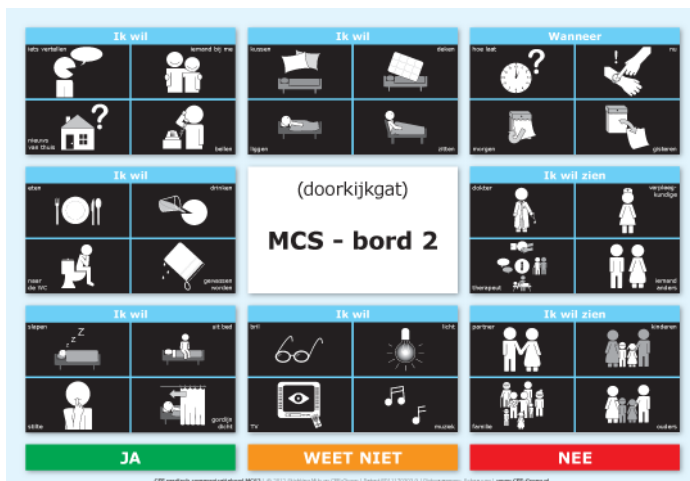 Ik wil
iets vertellen
iemand bij me
nieuws
van thuis
bellen
Ik wil
kussen
deken
liggen
zitten
Wanneer
hoe laat
nu
morgen
gisteren
Ik wil
eten
drinken
naar
de WC
gewassen
worden
(doorkijkgat)
MCS - bord 2
Ik wil zien
dokter
verpleeg-
kundige
therapeut
iemand
anders
Ik wil
slapen
Z
Z
Z
uit bed
stilte
gordijn
dicht
Ik wil
bril
licht
TV
muziek
Ik wil zien
partner
kinderen
familie
ouders
JA
WEET NIET
NEE